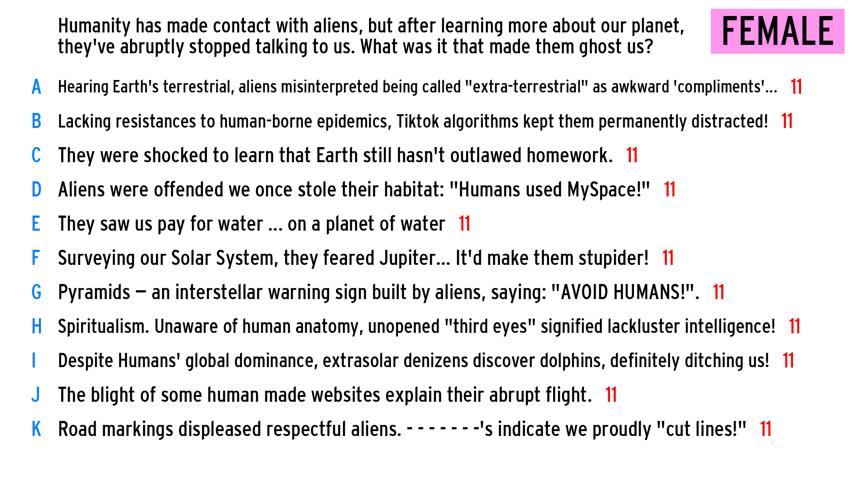 Humanity has made contact with aliens, but after learning more about our planet,
they've abruptly stopped talking to us. What was it that made them ghost us?
FEMALE
A Hearing Earth's terrestrial, aliens misinterpreted being called "extra-terrestrial" as awkward 'compliments'... 11
B Lacking resistances to human-borne epidemics, Tiktok algorithms kept them permanently distracted! 11
C They were shocked to learn that Earth still hasn't outlawed homework. 11
D Aliens were offended we once stole their habitat: "Humans used MySpace!" 11
E They saw us pay for water ... on a planet of water 11
F Surveying our Solar System, they feared Jupiter... It'd make them stupider! 11
G Pyramids – an interstellar warning sign built by aliens, saying: "AVOID HUMANS!". 11
H Spiritualism. Unaware of human anatomy, unopened "third eyes" signified lackluster intelligence! 11
I Despite Humans' global dominance, extrasolar denizens discover dolphins, definitely ditching us! 11
J The blight of some human made websites explain their abrupt flight. 11
K Road markings displeased respectful aliens. - - - - - - -'s indicate we proudly "cut lines!" 11